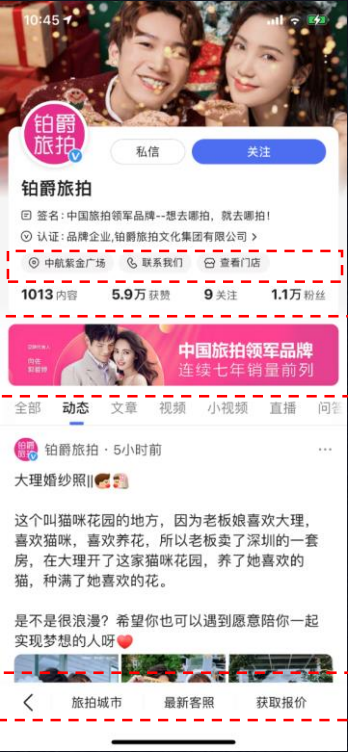 10:45
铂爵
旅拍
私信
关注
铂爵旅拍
签名:中国旅拍领军品牌--想去哪拍，就去哪拍!
认证:品牌企业,铂爵旅拍文化集团有限公司 >
中航紫金广场
联系我们
查看门店
1013 内容
5.9万 获赞
9 关注
1.1万 粉丝
中国旅拍领军品牌
连续七年销量前列
全部 动态 文章 视频 小视频 直播 问答
铂爵旅拍 · 5小时前
大理婚纱照||
这个叫猫咪花园的地方，因为老板娘喜欢大理，
喜欢猫咪，喜欢养花，所以老板卖了深圳的一套
房，在大理开了这家猫咪花园，养了她喜欢的
猫，种满了她喜欢的花。
是不是很浪漫？希望你也可以遇到愿意陪你一起
实现梦想的人呀
旅拍城市
最新客照
获取报价